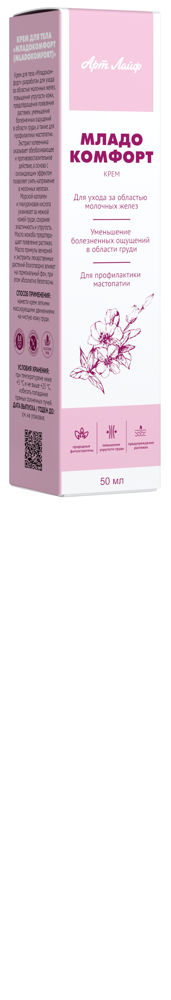 КРЕМ ДЛЯ ТЕЛА
«МЛАДОКОМФОРТ
(MLADOKOMFORT)»
Крем для тела «Младоком-
форт» разработан для ухода
за областью молочных желез,
повышения упругости кожи,
предотвращения появления
растяжек, уменьшения
болезненных ощущений
в области груди, а также для
профилактики мастопатии.
Экстракт копеечника
оказывает обезболивающее
и противовоспалительное
действие, а основа с
охлаждающим эффектом
позволяет снять напряжение
в молочных железах.
Морской коллаген
и гиалуроновая кислота
ухаживает за нежной
кожей груди, сохраняя
эластичность и упругость.
Масло жожоба предотвра-
щает появление растяжек.
Масло примулы вечерней
и экстракты лекарственных
растений благотворно влияют
на гормональный фон, при
этом абсолютно безопасны.
СПОСОБ ПРИМЕНЕНИЯ:
нанести крем легкими
массирующими движениями
на чистую кожу груди.
SILICONE
FREE
УСЛОВИЯ ХРАНЕНИЯ:
при температурене ниже
+5 °C и не выше +25 °C,
избегать попадания
прямых солнечных лучей.
ДАТА ВЫПУСКА / ГОДЕН ДО:
см. на упаковке.
Арт Лайф
МЛАДО
КОМФОРТ
КРЕМ
Для ухода за областью
молочных желез
Уменьшение
болезненных ощущений
в области груди
Для профилактики
мастопатии
природные
фитоэстрогены
повышение
упругости груди
предупреждение
растяжек
50 мл